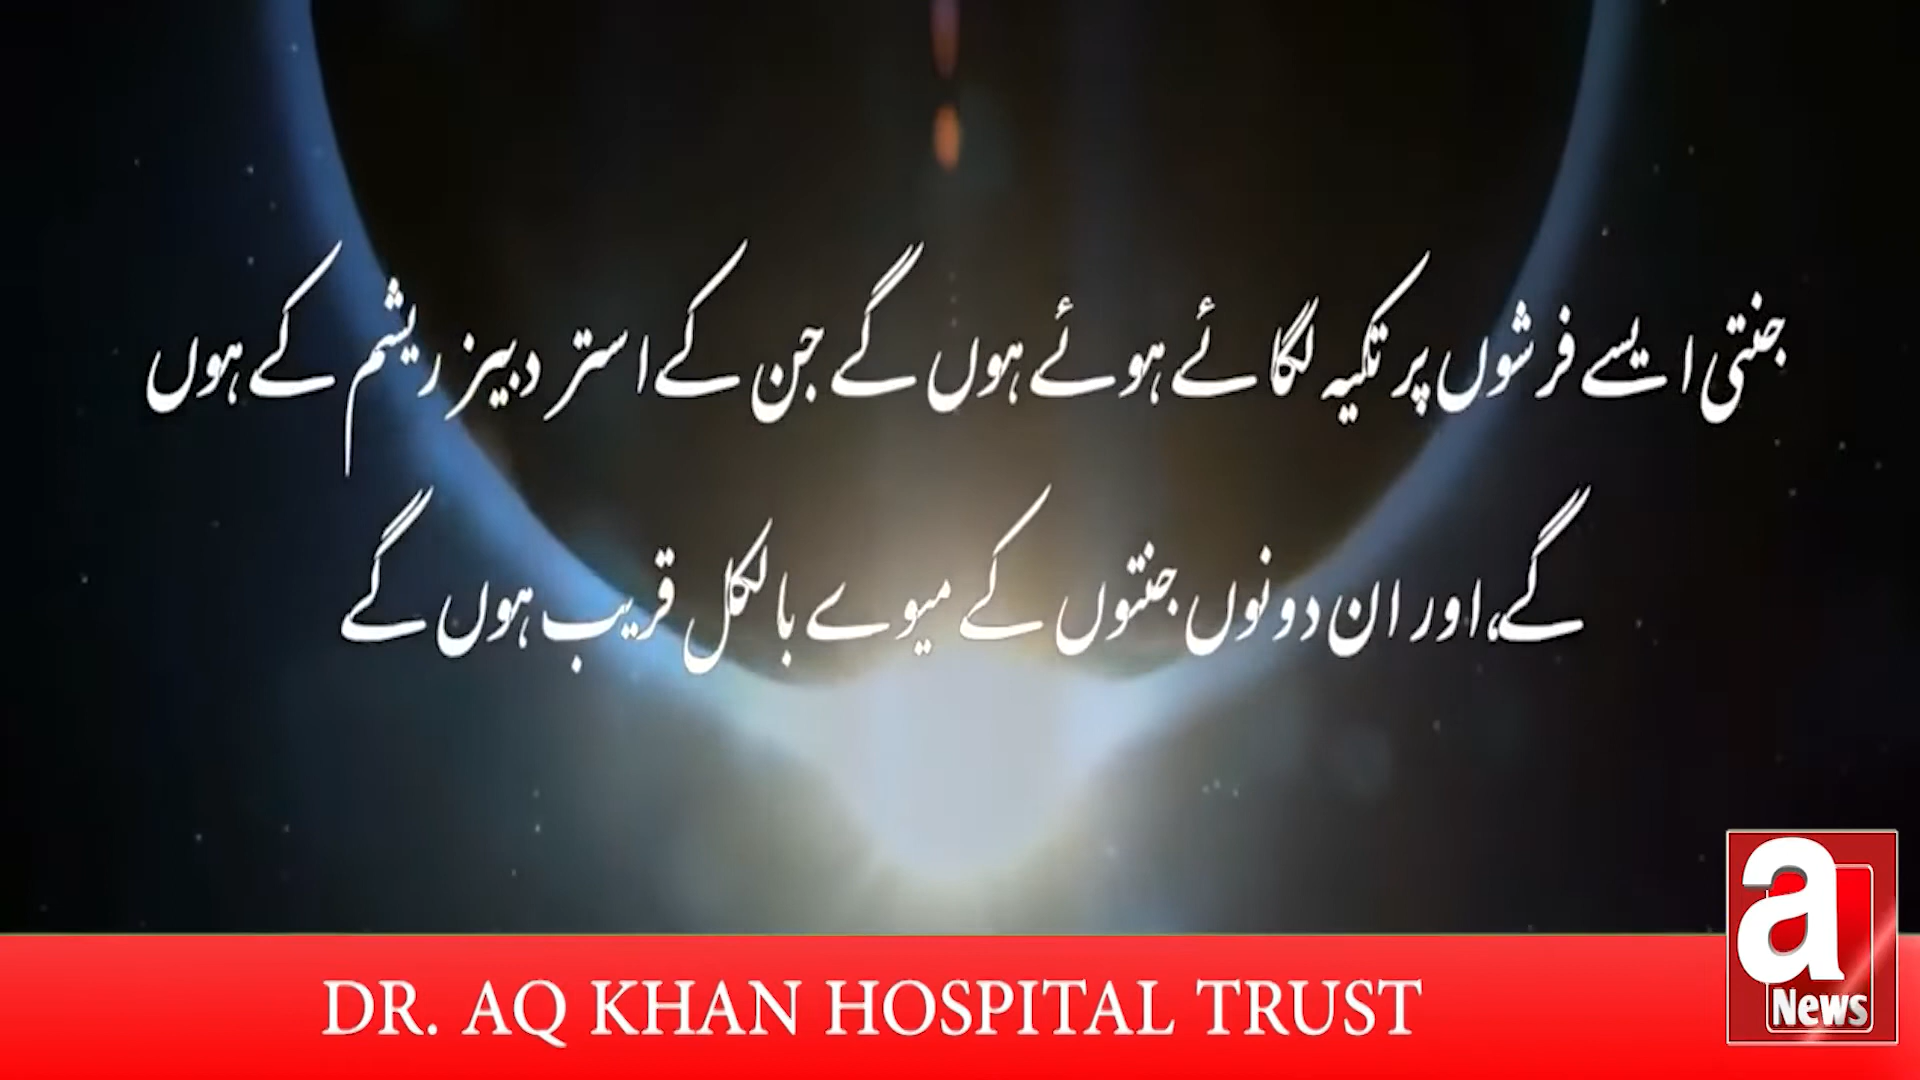 جنتی ایسے فرشوں پر تکیہ لگائے ہوئے ہوں گے جن کے استر دبیز ریشم کے ہوں
گے، اور ان دونوں جنتوں کے میوے بالکل قریب ہوں گے
DR. AQ KHAN HOSPITAL TRUST
a
News